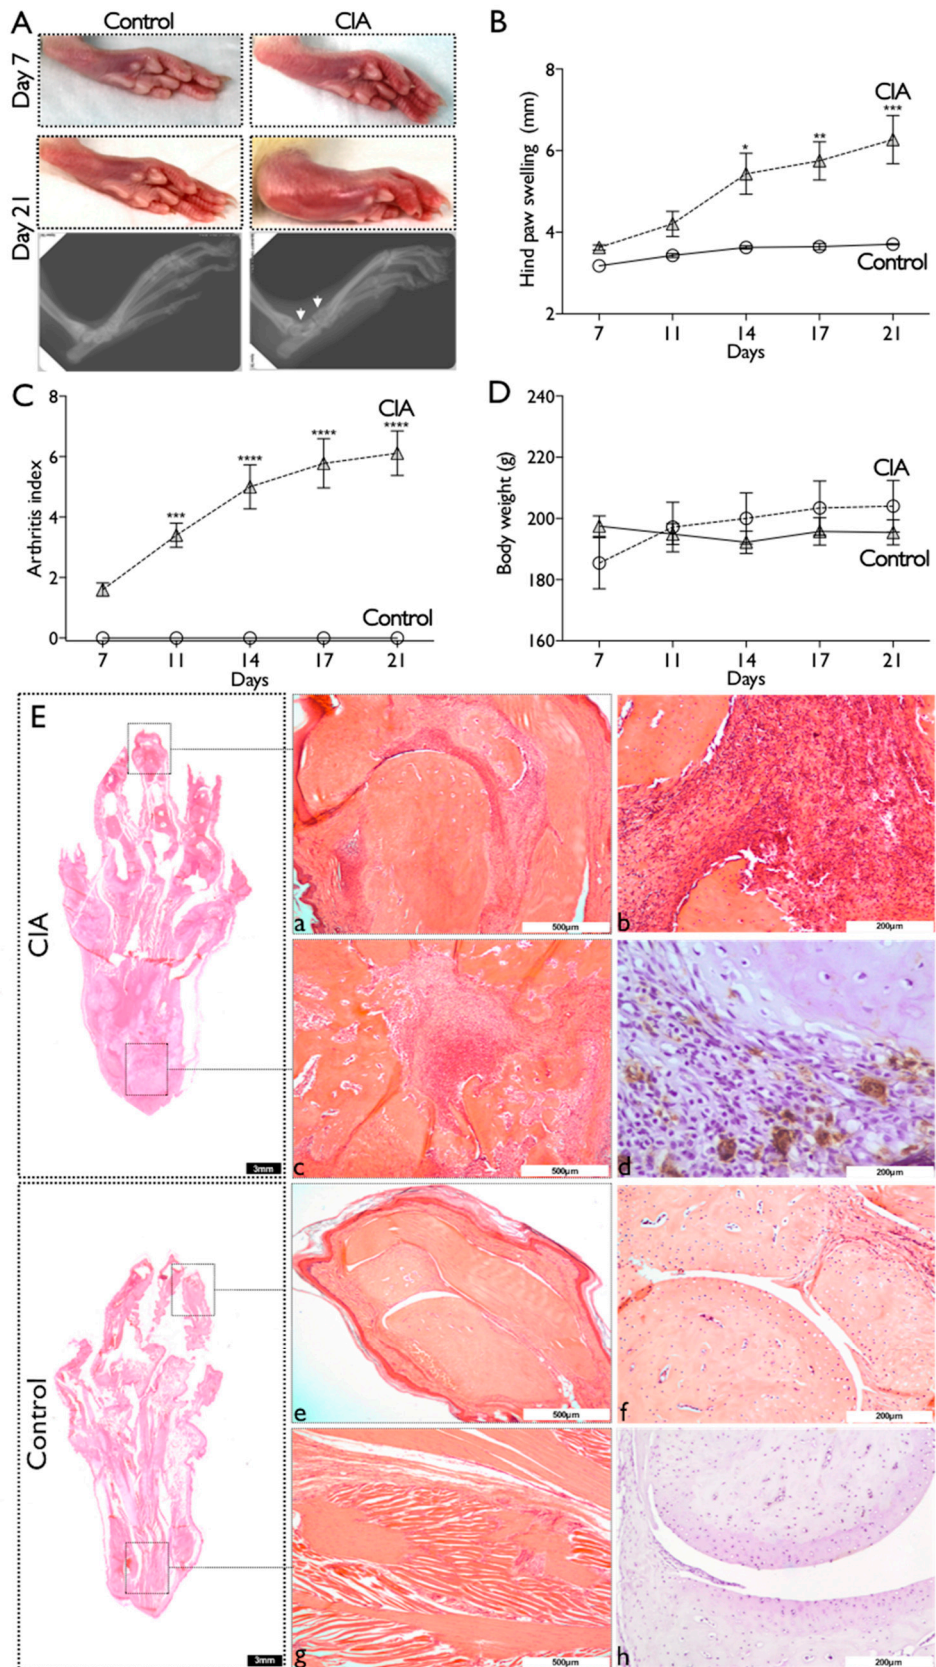 A
Control
CIA
Day 7
Day 21
B
Hind paw swelling (mm)
8
6
4
2
CIA
***
**
*
Control
7 11 14 17 21
Days
C
Arthritis index
8
6
4
2
0
CIA
****
****
****
***
Control
7 11 14 17 21
Days
D
Body weight (g)
240
220
200
180
160
CIA
Control
7 11 14 17 21
Days
E
CIA
3mm
a
500µm
b
200µm
c
500µm
d
200µm
Control
3mm
e
500µm
f
200µm
g
500µm
h
200µm